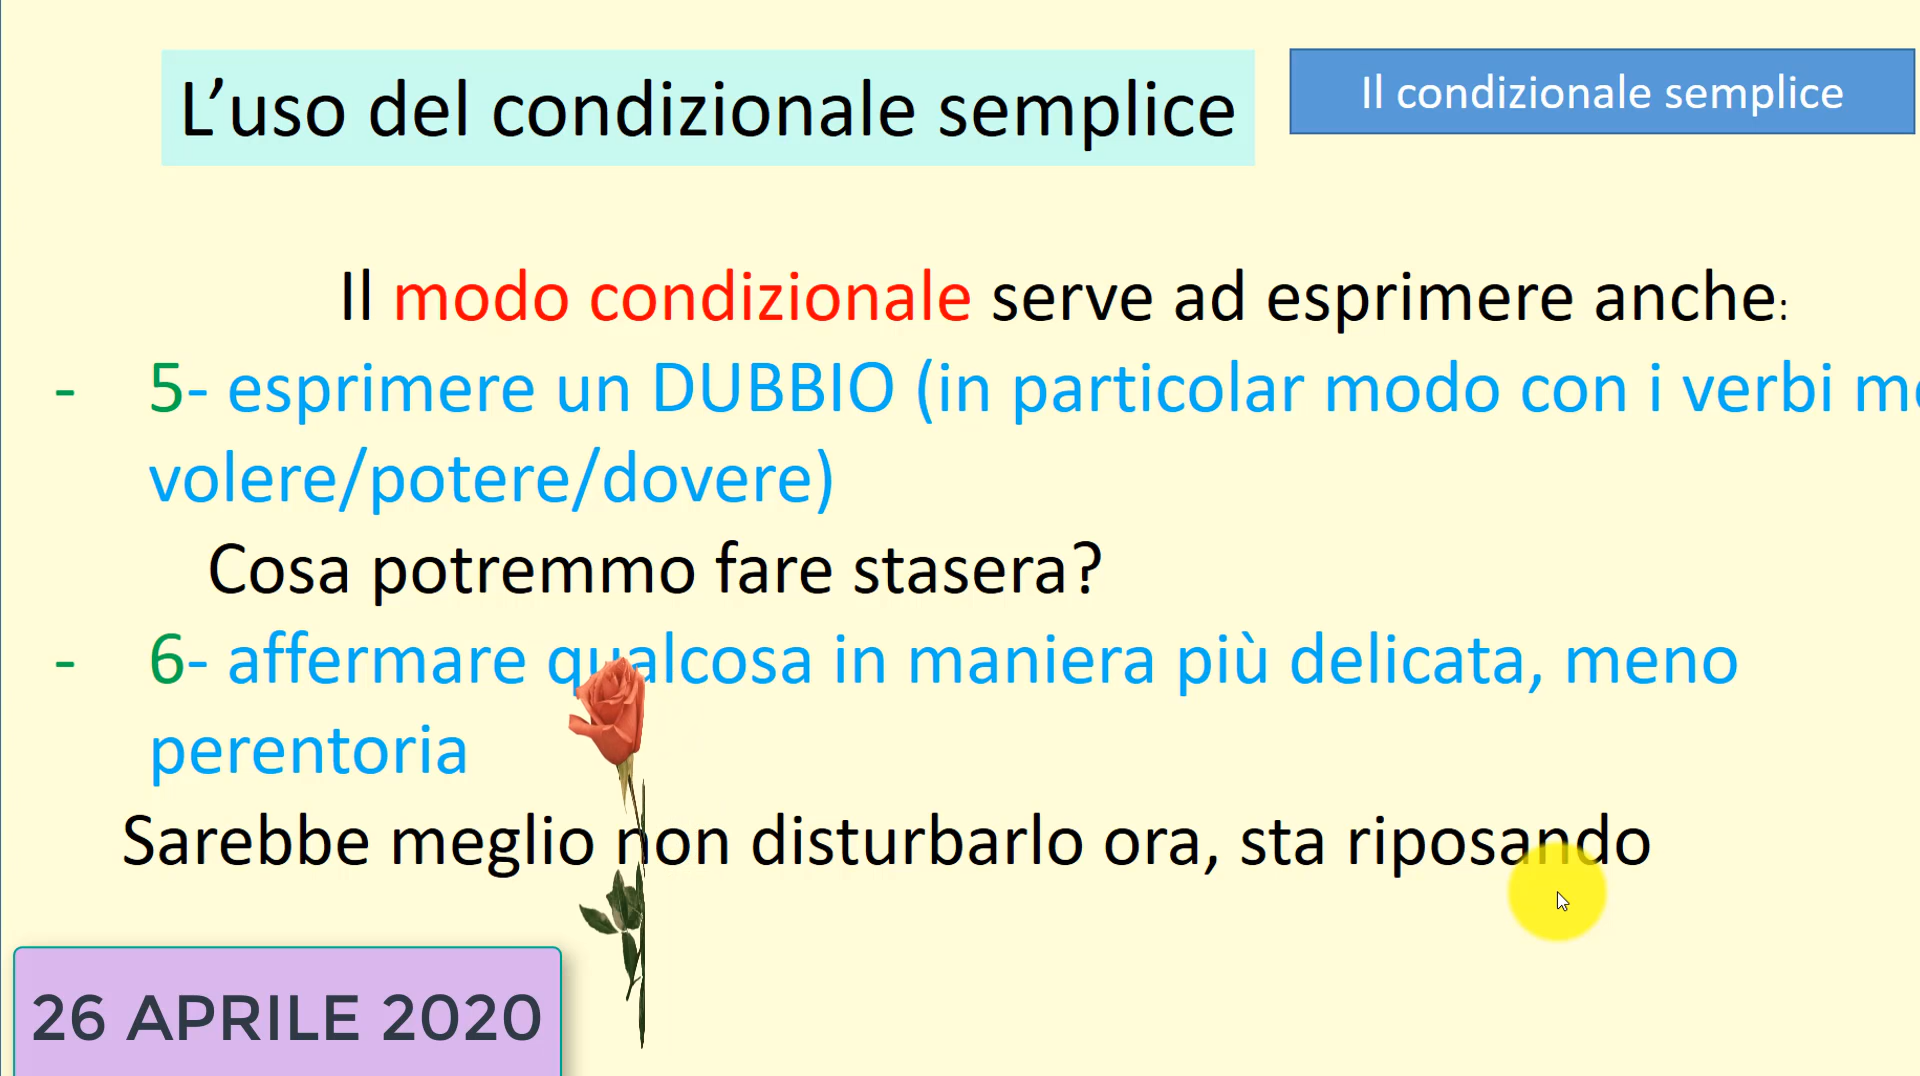 L’uso del condizionale semplice
Il condizionale semplice
Il modo condizionale serve ad esprimere anche:
- 5- esprimere un DUBBIO (in particolar modo con i verbi
volere/potere/dovere)
Cosa potremmo fare stasera?
- 6- affermare qualcosa in maniera più delicata, meno
perentoria
Sarebbe meglio non disturbarlo ora, sta riposando
26 APRILE 2020